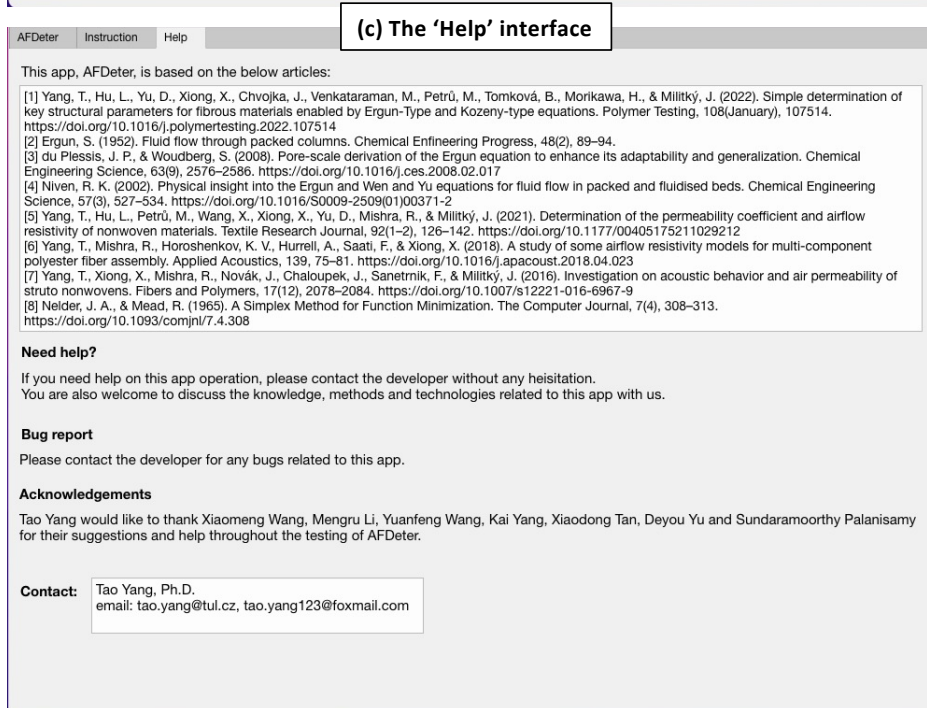 (c) The ‘Help’ interface
AFDeter Instruction Help
This app, AFDeter, is based on the below articles:
[1] Yang, T., Hu, L., Yu, D., Xiong, X., Chvojka, J., Venkataraman, M., Petrů, M., Tomková, B., Morikawa, H., & Militký, J. (2022). Simple determination of
key structural parameters for fibrous materials enabled by Ergun-Type and Kozeny-type equations. Polymer Testing, 108(January), 107514.
https://doi.org/10.1016/j.polymertesting.2022.107514
[2] Ergun, S. (1952). Fluid flow through packed columns. Chemical Enfineering Progress, 48(2), 89–94.
[3] du Plessis, J. P., & Woudberg, S. (2008). Pore-scale derivation of the Ergun equation to enhance its adaptability and generalization. Chemical
Engineering Science, 63(9), 2576–2586. https://doi.org/10.1016/j.ces.2008.02.017
[4] Niven, R. K. (2002). Physical insight into the Ergun and Wen and Yu equations for fluid flow in packed and fluidised beds. Chemical Engineering
Science, 57(3), 527–534. https://doi.org/10.1016/S0009-2509(01)00371-2
[5] Yang, T., Hu, L., Petrů, M., Wang, X., Xiong, X., Yu, D., Mishra, R., & Militký, J. (2021). Determination of the permeability coefficient and airflow
resistivity of nonwoven materials. Textile Research Journal, 92(1–2), 126–142. https://doi.org/10.1177/00405175211029212
[6] Yang, T., Mishra, R., Horoshenkov, K. V., Hurrell, A., Saati, F., & Xiong, X. (2018). A study of some airflow resistivity models for multi-component
polyester fiber assembly. Applied Acoustics, 139, 75–81. https://doi.org/10.1016/j.apacoust.2018.04.023
[7] Yang, T., Xiong, X., Mishra, R., Novák, J., Chaloupek, J., Sanetrnik, F., & Militký, J. (2016). Investigation on acoustic behavior and air permeability of
struto nonwovens. Fibers and Polymers, 17(12), 2078–2084. https://doi.org/10.1007/s12221-016-6967-9
[8] Nelder, J. A., & Mead, R. (1965). A Simplex Method for Function Minimization. The Computer Journal, 7(4), 308–313.
https://doi.org/10.1093/comjnl/7.4.308
Need help?
If you need help on this app operation, please contact the developer without any heisitation.
You are also welcome to discuss the knowledge, methods and technologies related to this app with us.
Bug report
Please contact the developer for any bugs related to this app.
Acknowledgements
Tao Yang would like to thank Xiaomeng Wang, Mengru Li, Yuanfeng Wang, Kai Yang, Xiaodong Tan, Deyou Yu and Sundaramoorthy Palanisamy
for their suggestions and help throughout the testing of AFDeter.
Contact: Tao Yang, Ph.D.
email: tao.yang@tul.cz, tao.yang123@foxmail.com